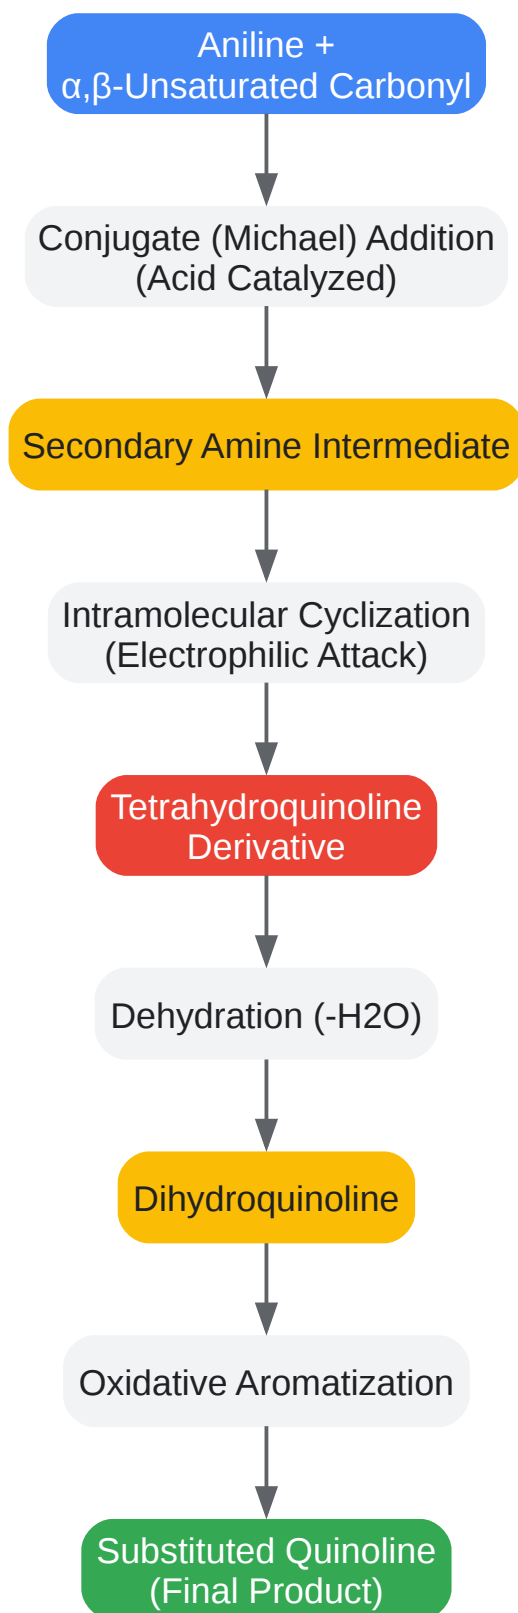 Aniline +
α,β-Unsaturated Carbonyl
Conjugate (Michael) Addition
(Acid Catalyzed)
Secondary Amine Intermediate
Intramolecular Cyclization
(Electrophilic Attack)
Tetrahydroquinoline
Derivative
Dehydration (-H2O)
Dihydroquinoline
Oxidative Aromatization
Substituted Quinoline
(Final Product)